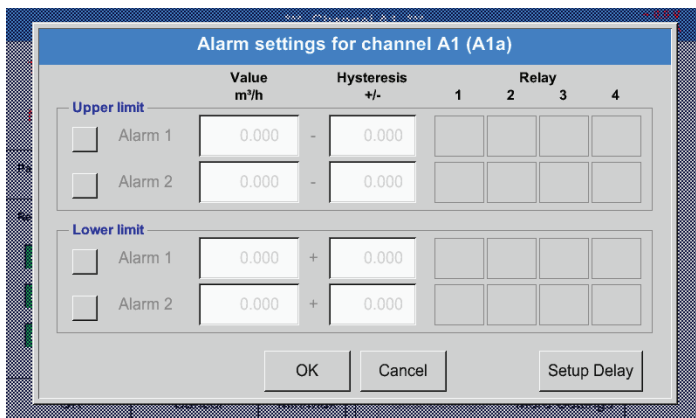 *** Channel A1 ***
Alarm settings for channel A1 (A1a)
Value Hysteresis Relay
m³/h +/- 1 2 3 4
Upper limit
Alarm 1 0.000 - 0.000
Alarm 2 0.000 - 0.000
Lower limit
Alarm 1 0.000 + 0.000
Alarm 2 0.000 + 0.000
OK Cancel Setup Delay